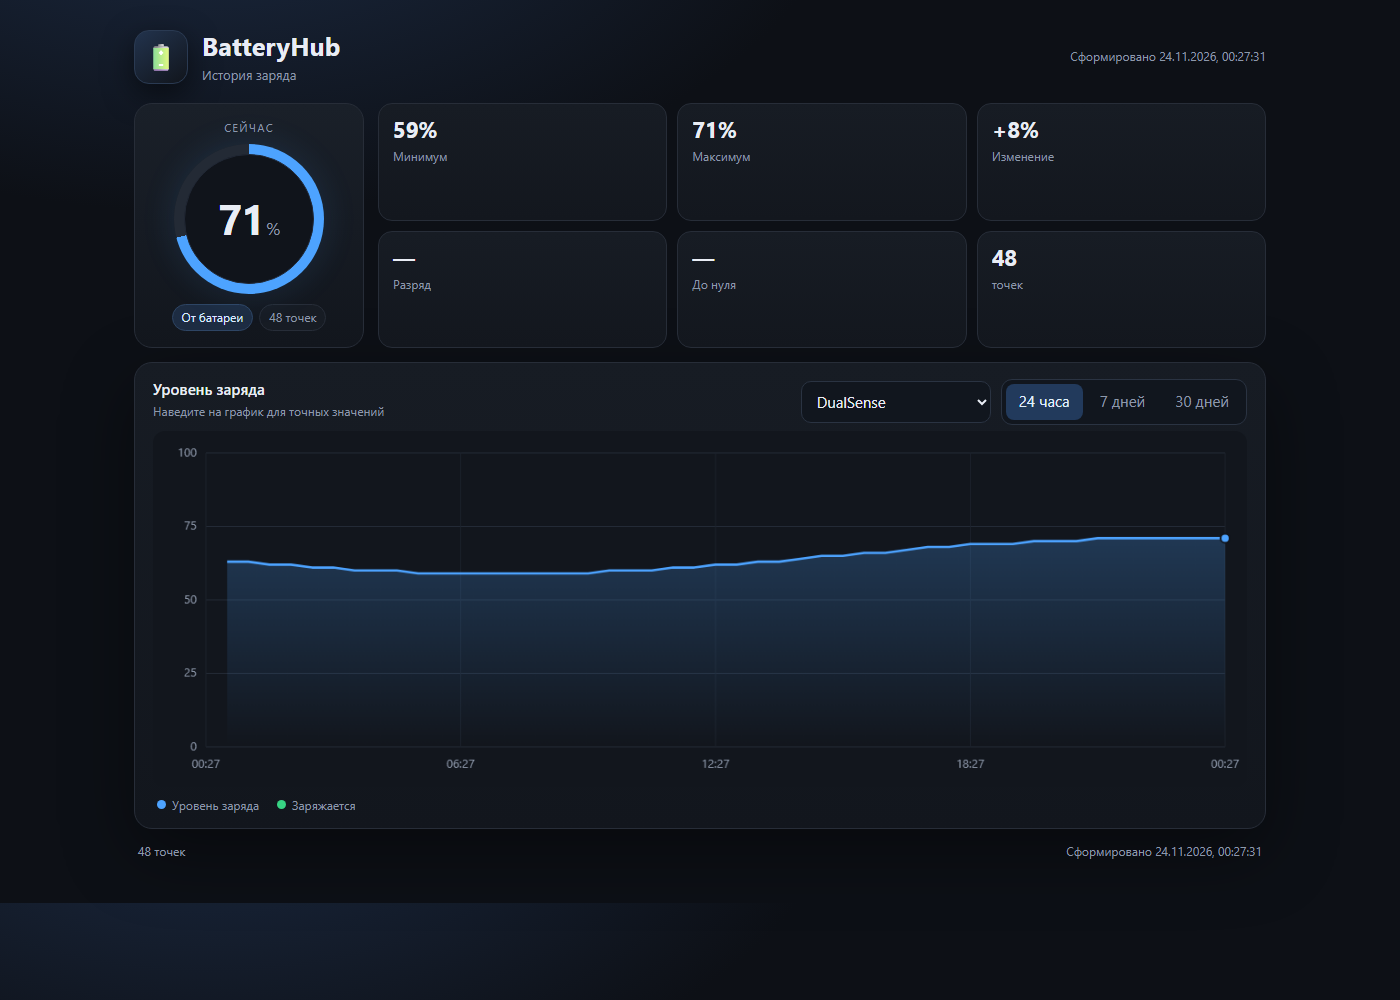 BatteryHub
История заряда
Сформировано 24.11.2026, 00:27:31
СЕЙЧАС
71%
От батареи
48 точек
59%
Минимум
71%
Максимум
+8%
Изменение
—
Разряд
—
До нуля
48
точек
Уровень заряда
Наведите на график для точных значений
DualSense
24 часа
7 дней
30 дней
100
75
50
25
0
00:27
06:27
12:27
18:27
00:27
Уровень заряда
Заряжается
48 точек
Сформировано 24.11.2026, 00:27:31